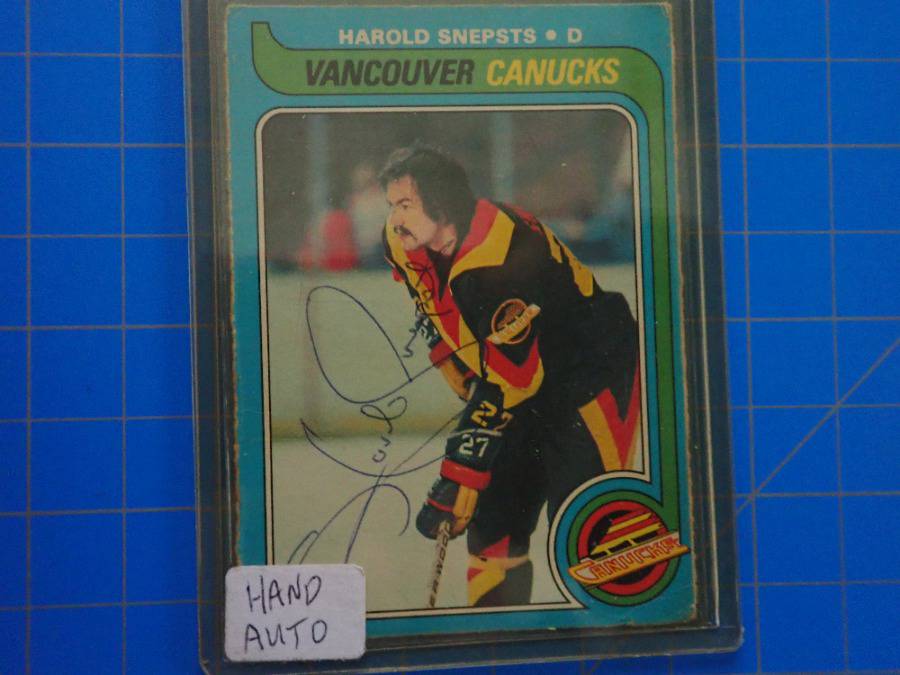 HAROLD SNEPSTS • D
VANCOUVER CANUCKS
27
27
CANUCKS
HAND
AUTO